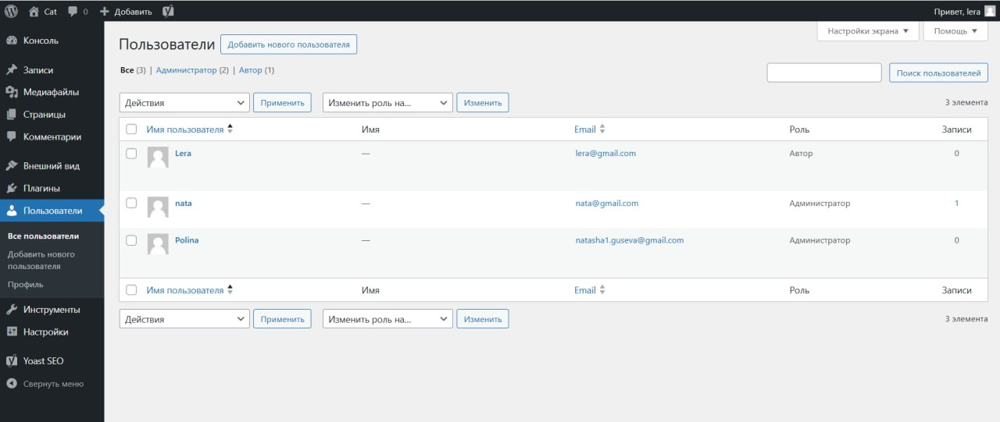 Cat 0 + Добавить Привет, lera
Консоль
Записи
Медиафайлы
Страницы
Комментарии
Внешний вид
Плагины
Пользователи
Все пользователи
Добавить нового
пользователя
Профиль
Инструменты
Настройки
Yoast SEO
Свернуть меню
Настройки экрана ▼ Помощь ▼
Пользователи Добавить нового пользователя
Все (3) | Администратор (2) | Автор (1)
Поиск пользователей
Действия Применить Изменить роль на... Изменить 3 элемента
Имя пользователя Имя Email Роль Записи
Lera — lera@gmail.com Автор 0
nata — nata@gmail.com Администратор 1
Polina — natasha1.guseva@gmail.com Администратор 0
Имя пользователя Имя Email Роль Записи
Действия Применить Изменить роль на... Изменить 3 элемента